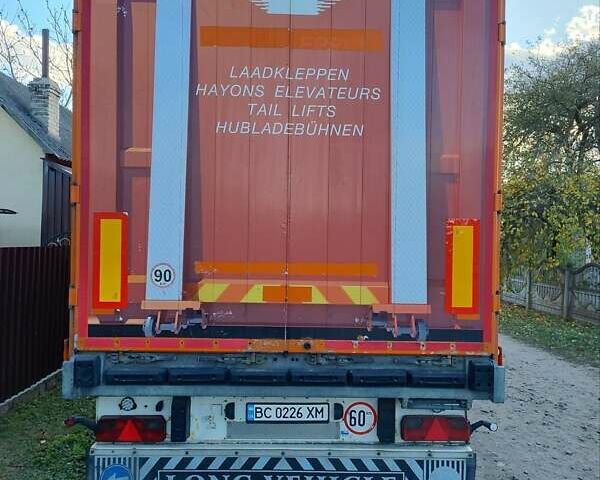 LAADKLEPPEN
HAYONS ELEVATEURS
TAIL LIFTS
HUBLADEBÜHNEN
90
BC 0226 XM
60
LONG VEHICLE